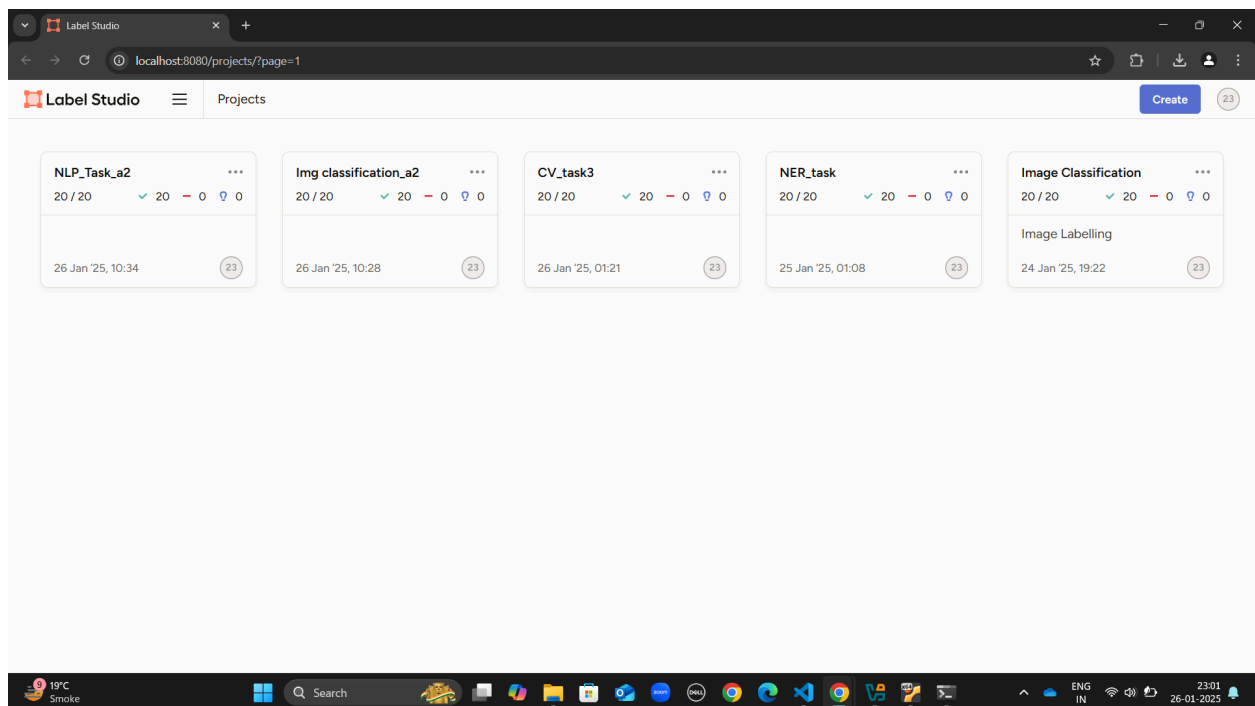 Label Studio
localhost:8080/projects/?page=1
Label Studio Projects Create 23
NLP_Task_a2
20 / 20 20 0 0
26 Jan '25, 10:34 23
Img classification_a2
20 / 20 20 0 0
26 Jan '25, 10:28 23
CV_task3
20 / 20 20 0 0
26 Jan '25, 01:21 23
NER_task
20 / 20 20 0 0
25 Jan '25, 01:08 23
Image Classification
20 / 20 20 0 0
Image Labelling
24 Jan '25, 19:22 23
9
19°C
Smoke
Search
zoom
DELL
ENG
IN
23:01
26-01-2025